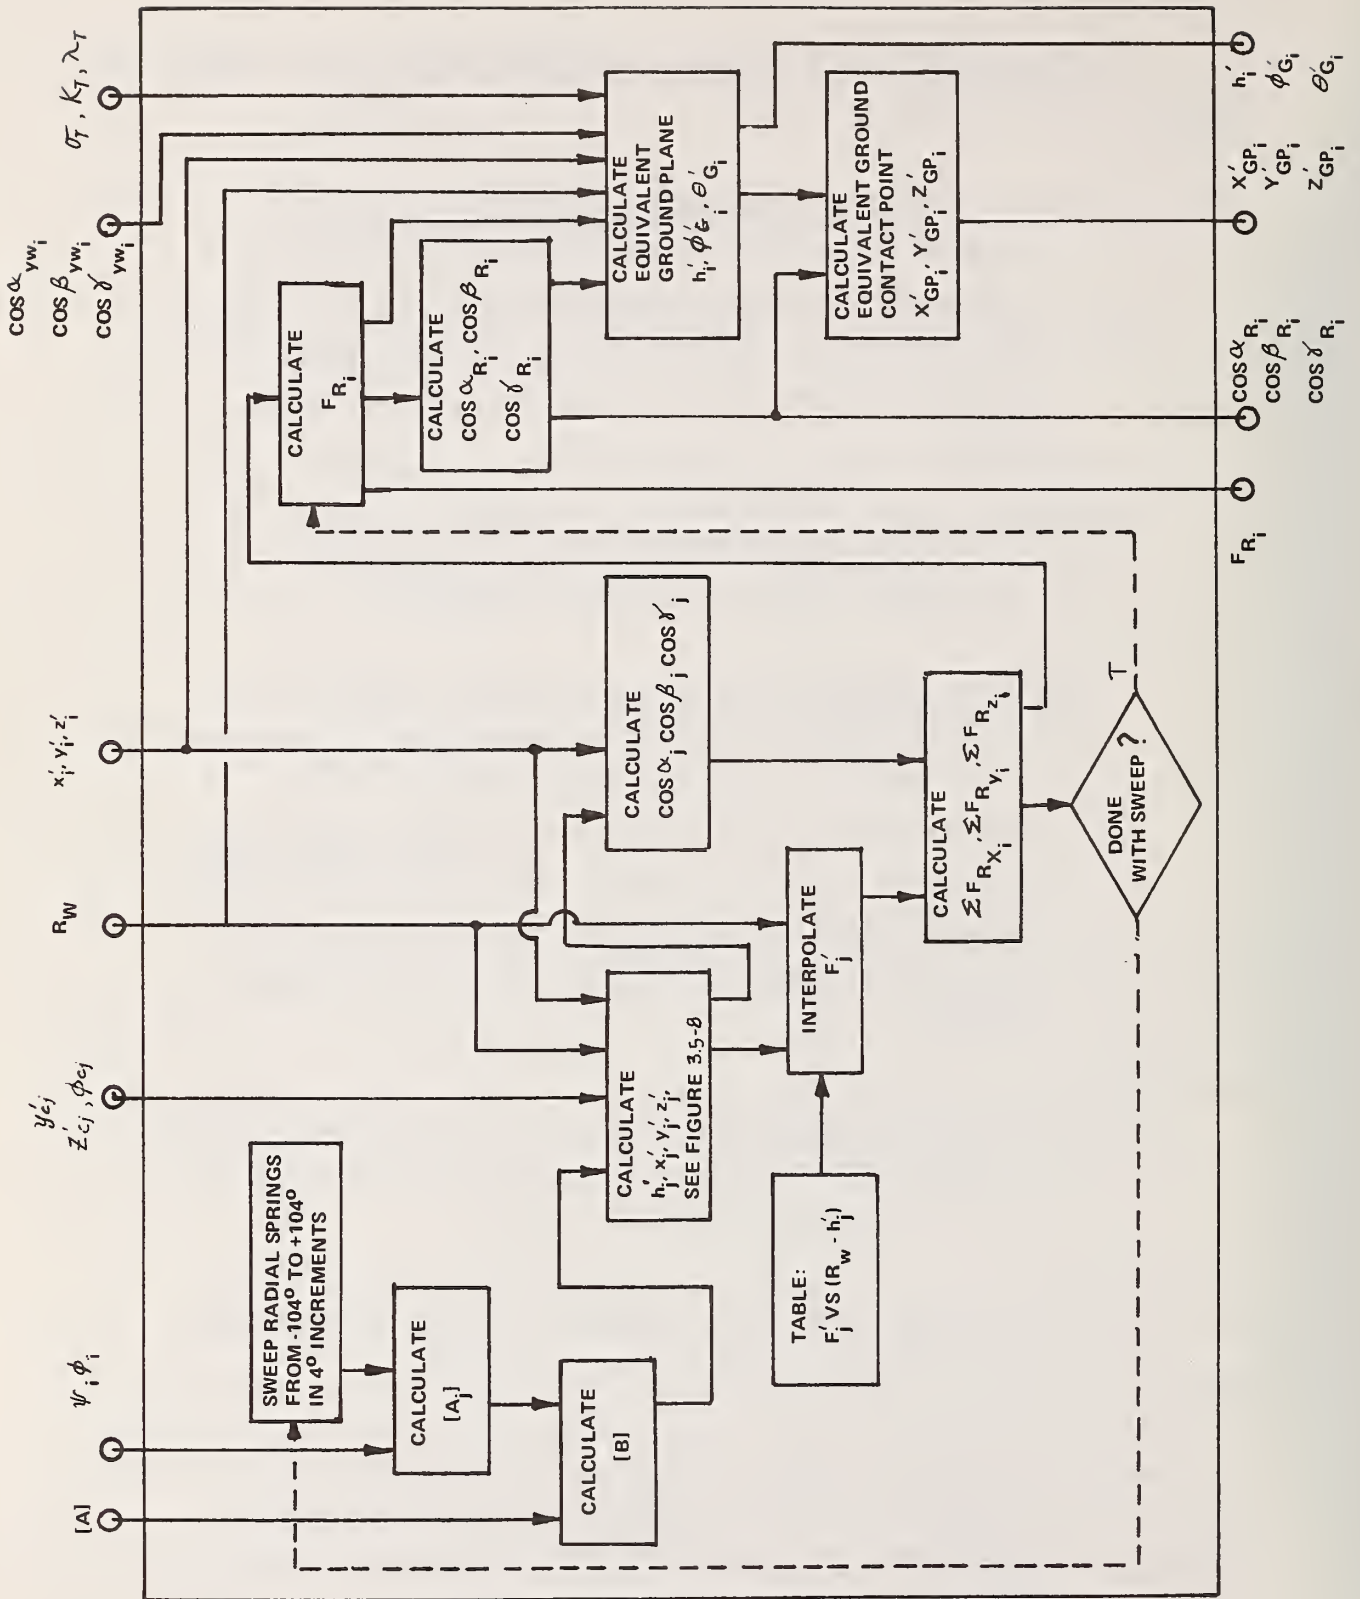 [A]
ψi φi
y'cj
z'cj, φcj
RW
x'i, y'i, z'i
cos αywi
cos βywi
cos γywi
σT, KT, λT
SWEEP RADIAL SPRINGS
FROM -104° TO +104°
IN 4° INCREMENTS
CALCULATE
[Aj]
CALCULATE
[B]
CALCULATE
h'j, x'j, y'j, z'j,
SEE FIGURE 3.5-8
TABLE:
F'j VS (Rw - h'j)
INTERPOLATE
F'j
CALCULATE
COS αj COS βj COS γj
CALCULATE
ΣFRXi, ΣFRyi, ΣFRzi
DONE
WITH SWEEP?
T
CALCULATE
FRi
CALCULATE
COS αRi, COS βRi
COS γRi
CALCULATE
EQUIVALENT
GROUND PLANE
h'i, φ'Gi, θ'Gi
CALCULATE
EQUIVALENT GROUND
CONTACT POINT
X'GPi, Y'GPi, Z'GPi
FRi
COS αRi
COS βRi
COS γRi
X'GPi
Y'GPi
Z'GPi
h'i
φ'Gi
θ'Gi